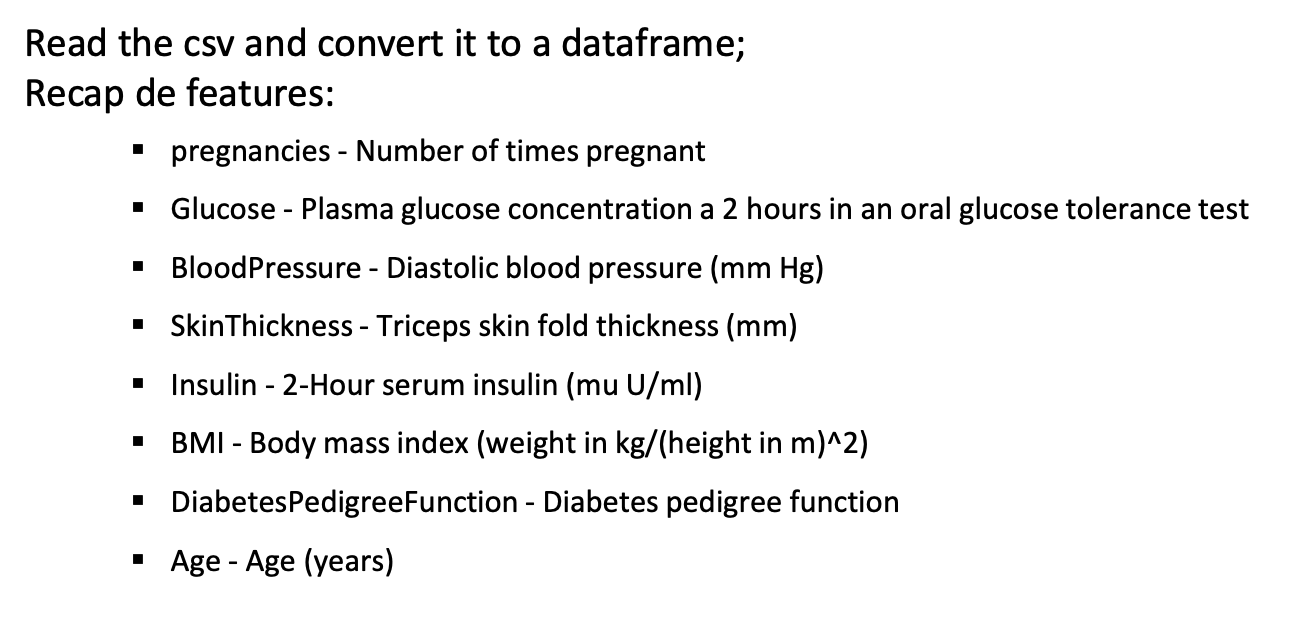 Read the csv and convert it to a dataframe;
Recap de features:
▪ pregnancies - Number of times pregnant
▪ Glucose - Plasma glucose concentration a 2 hours in an oral glucose tolerance test
▪ BloodPressure - Diastolic blood pressure (mm Hg)
▪ SkinThickness - Triceps skin fold thickness (mm)
▪ Insulin - 2-Hour serum insulin (mu U/ml)
▪ BMI - Body mass index (weight in kg/(height in m)^2)
▪ DiabetesPedigreeFunction - Diabetes pedigree function
▪ Age - Age (years)